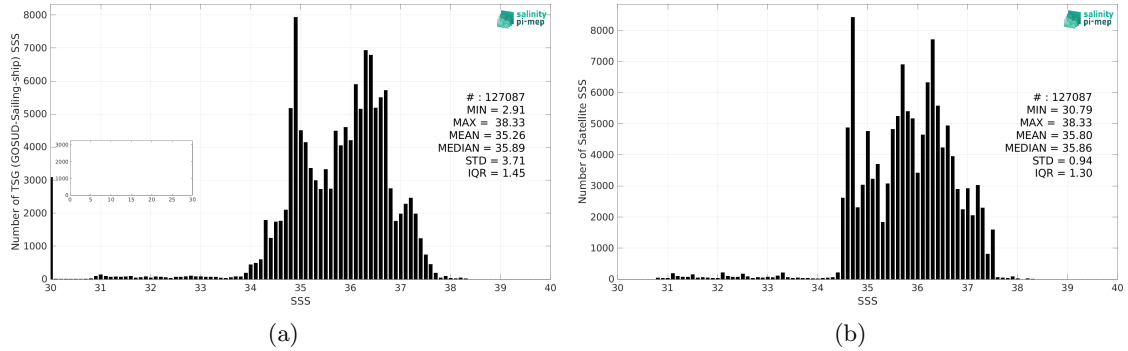 salinity
pi-mep
Number of TSG (GOSUD-Sailing-ship) SSS
8000
7000
6000
5000
4000
3000
2000
1000
0
# : 127087
MIN = 2.91
MAX = 38.33
MEAN = 35.26
MEDIAN = 35.89
STD = 3.71
IQR = 1.45
3000
2000
1000
0
0 5 10 15 20 25 30
30 31 32 33 34 35 36 37 38 39 40
SSS
(a)
salinity
pi-mep
Number of Satellite SSS
8000
7000
6000
5000
4000
3000
2000
1000
0
# : 127087
MIN = 30.79
MAX = 38.33
MEAN = 35.80
MEDIAN = 35.86
STD = 0.94
IQR = 1.30
30 31 32 33 34 35 36 37 38 39 40
SSS
(b)